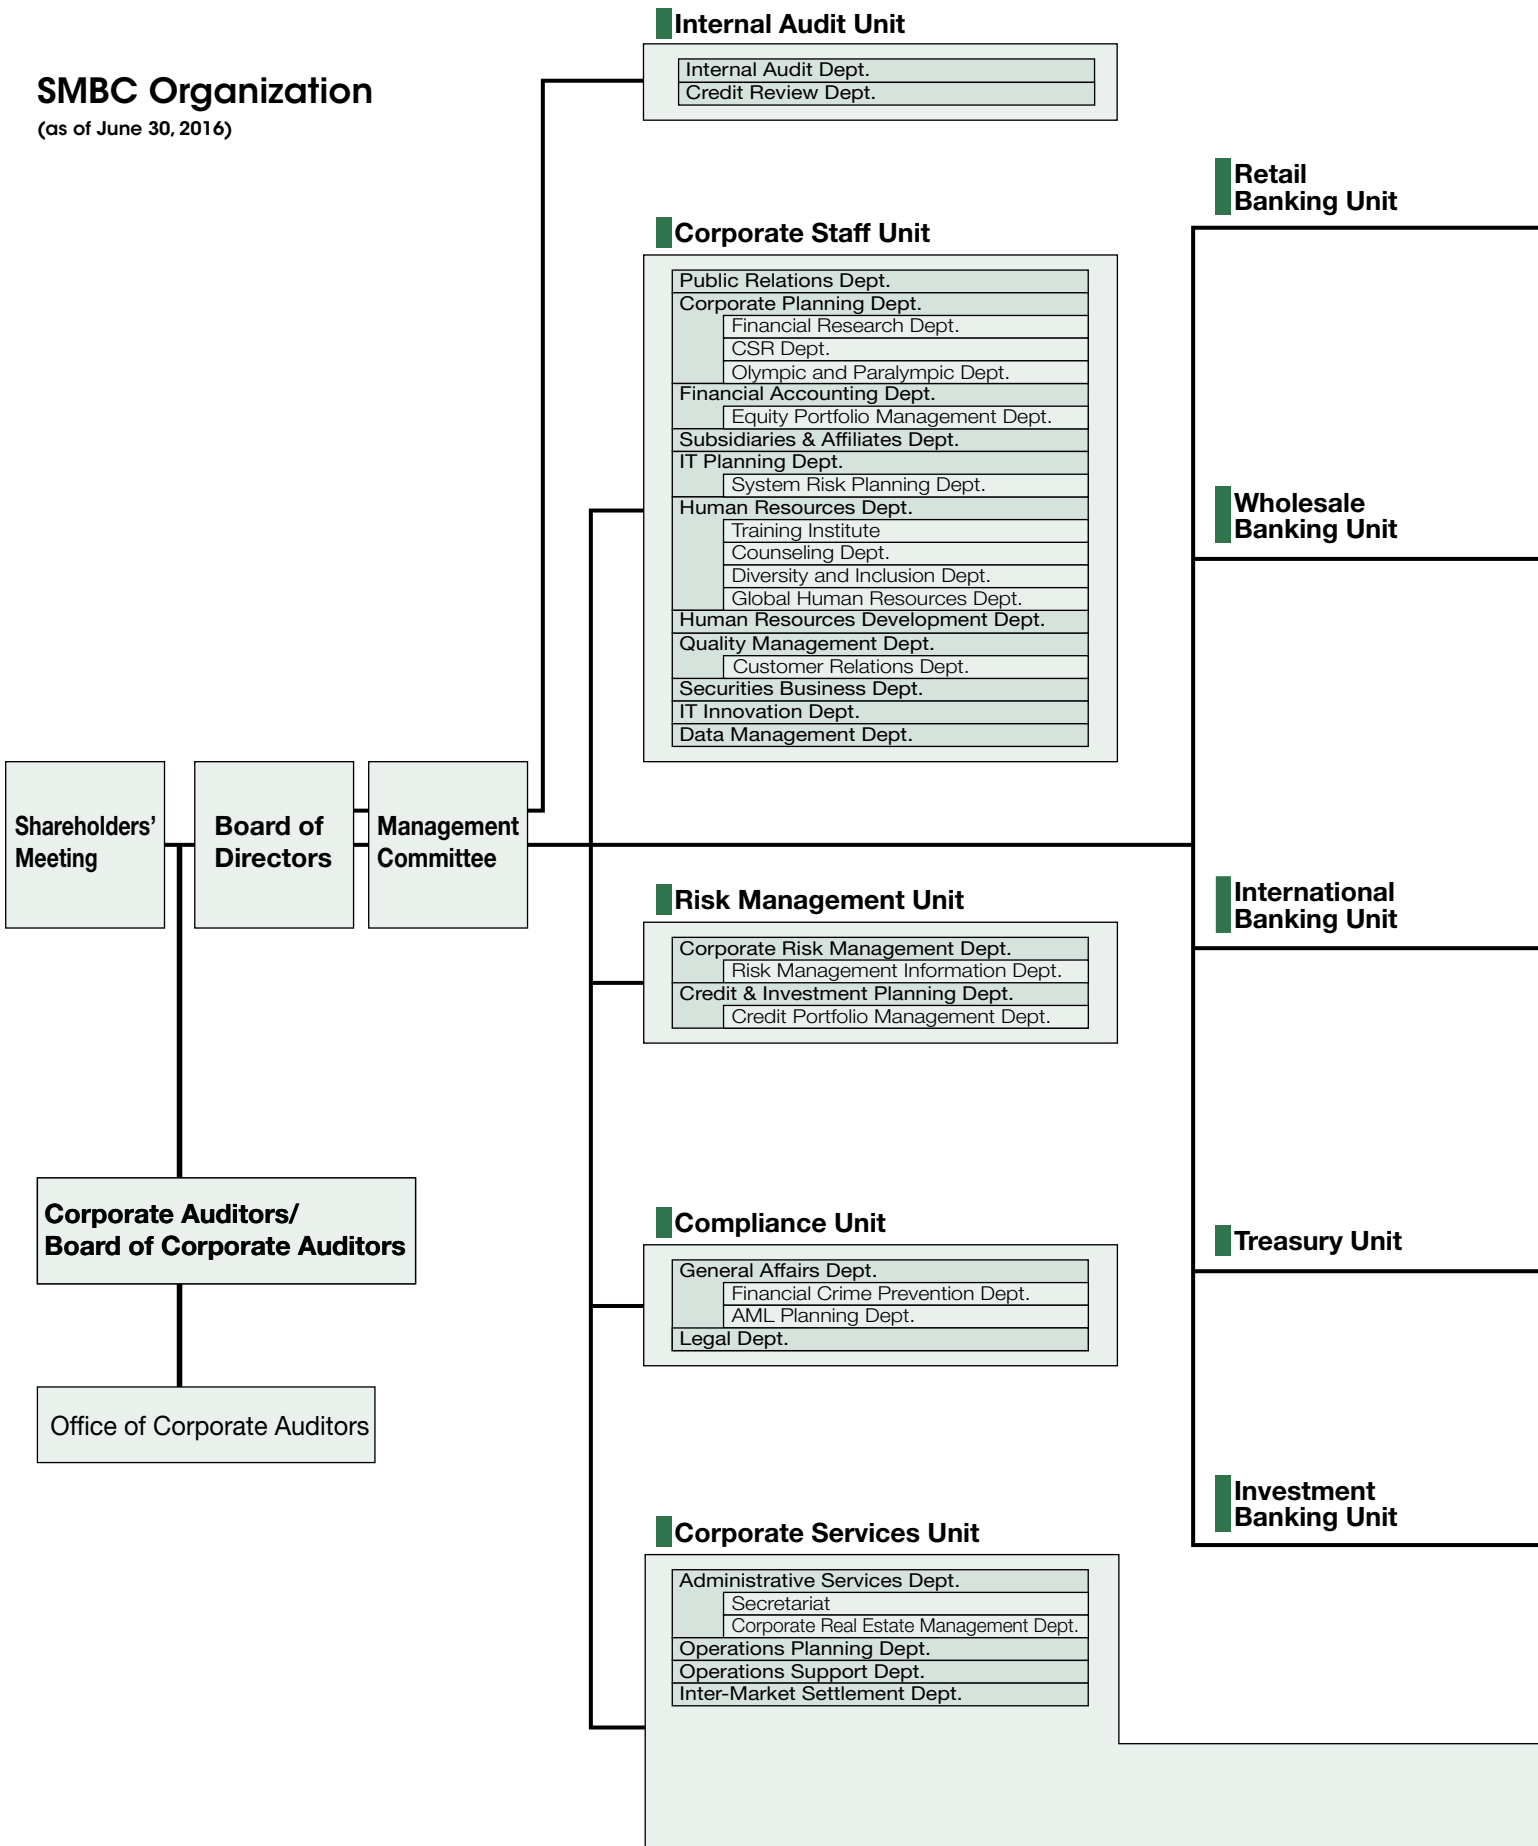 SMBC Organization
(as of June 30, 2016)
Internal Audit Unit
Internal Audit Dept.
Credit Review Dept.
Corporate Staff Unit
Public Relations Dept.
Corporate Planning Dept.
Financial Research Dept.
CSR Dept.
Olympic and Paralympic Dept.
Financial Accounting Dept.
Equity Portfolio Management Dept.
Subsidiaries & Affiliates Dept.
IT Planning Dept.
System Risk Planning Dept.
Human Resources Dept.
Training Institute
Counseling Dept.
Diversity and Inclusion Dept.
Global Human Resources Dept.
Human Resources Development Dept.
Quality Management Dept.
Customer Relations Dept.
Securities Business Dept.
IT Innovation Dept.
Data Management Dept.
Shareholders'
Meeting
Board of
Directors
Management
Committee
Risk Management Unit
Corporate Risk Management Dept.
Risk Management Information Dept.
Credit & Investment Planning Dept.
Credit Portfolio Management Dept.
Corporate Auditors/
Board of Corporate Auditors
Office of Corporate Auditors
Compliance Unit
General Affairs Dept.
Financial Crime Prevention Dept.
AML Planning Dept.
Legal Dept.
Corporate Services Unit
Administrative Services Dept.
Secretariat
Corporate Real Estate Management Dept.
Operations Planning Dept.
Operations Support Dept.
Inter-Market Settlement Dept.
Retail
Banking Unit
Wholesale
Banking Unit
International
Banking Unit
Treasury Unit
Investment
Banking Unit